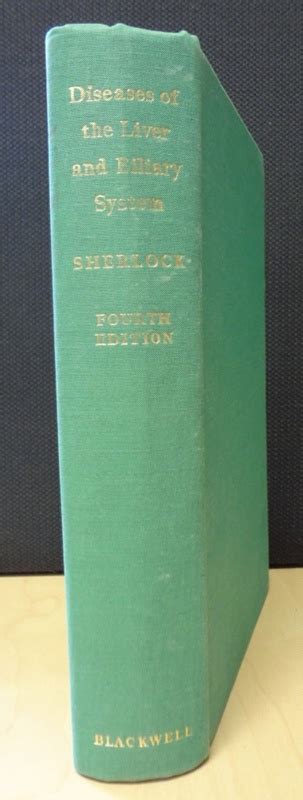 Diseases of
the Liver
and Biliary
System
SHERLOCK
FOURTH
EDITION
BLACKWELL